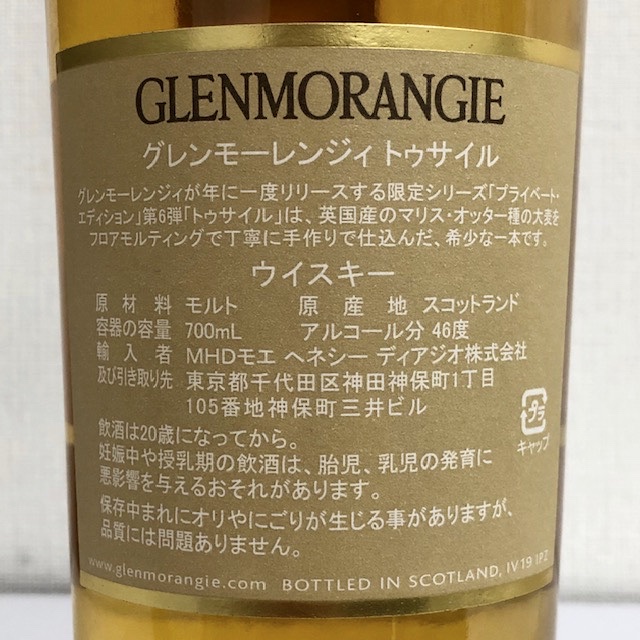 GLENMORANGIE
グレンモーレンジィ トゥサイル
グレンモーレンジィが年に一度リリースする限定シリーズ「プライベート・
エディション」第6弾「トゥサイル」は、英国産のマリス・オッター種の大麦を
フロアモルティングで丁寧に手作りで仕込んだ、希少な一本です。
ウイスキー
原材料 モルト 原産地 スコットランド
容器の容量 700mL アルコール分 46度
輸入者 MHDモエ ヘネシー ディアジオ株式会社
及び引き取り先 東京都千代田区神田神保町1丁目
105番地神保町三井ビル
プラ
キャップ
飲酒は20歳になってから。
妊娠中や授乳期の飲酒は、胎児、乳児の発育に
悪影響を与えるおそれがあります。
保存中まれにオリやにごりが生じる事がありますが、
品質には問題ありません。
www.glenmorangie.com BOTTLED IN SCOTLAND, IV19 1PZ